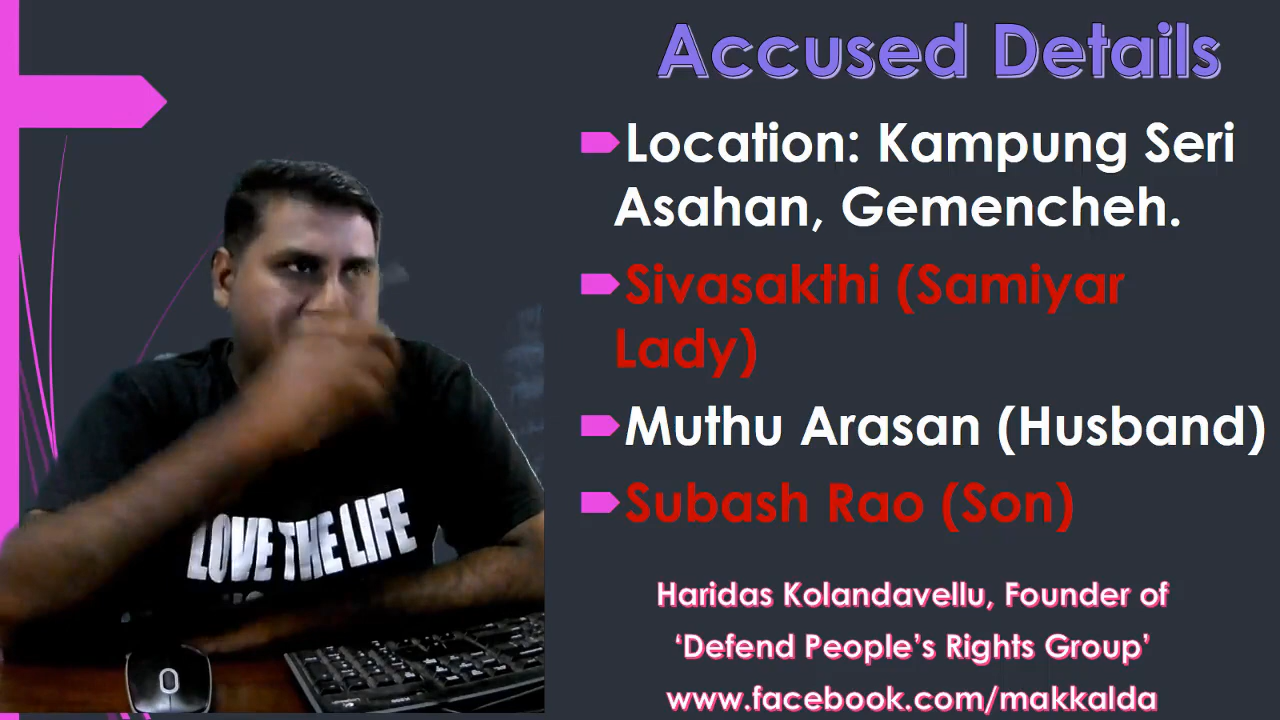 Accused Details
Location: Kampung Seri
Asahan, Gemencheh.
Sivasakthi (Samiyar
Lady)
Muthu Arasan (Husband)
Subash Rao (Son)
LOVE THE LIFE
Haridas Kolandavellu, Founder of
‘Defend People’s Rights Group’
www.facebook.com/makkalda